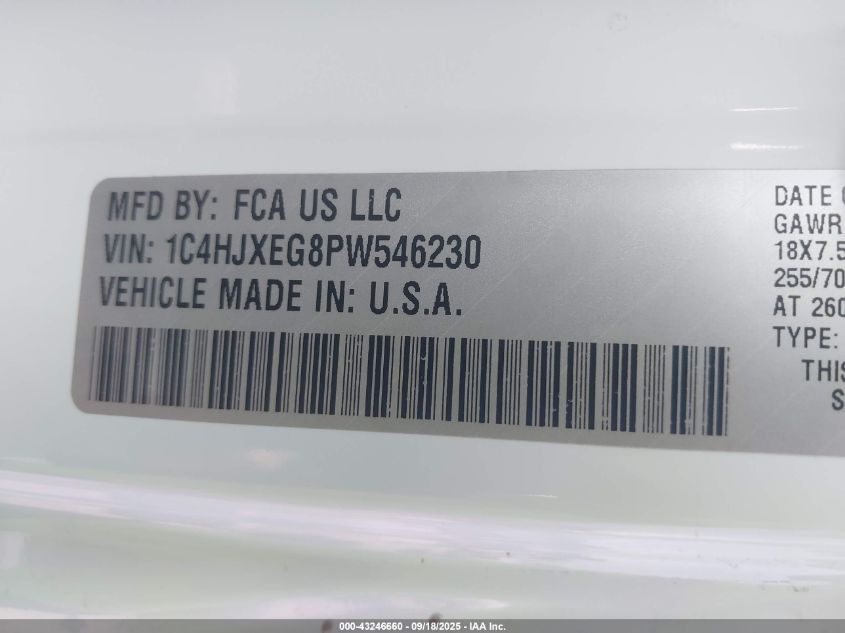 MFD BY: FCA US LLC
VIN: 1C4HJXEG8PW546230
VEHICLE MADE IN: U.S.A.
DATE
GAWR
18X7.5
255/70
AT 260
TYPE:
THIS
000-43246660 - 09/18/2025 - IAA Inc.